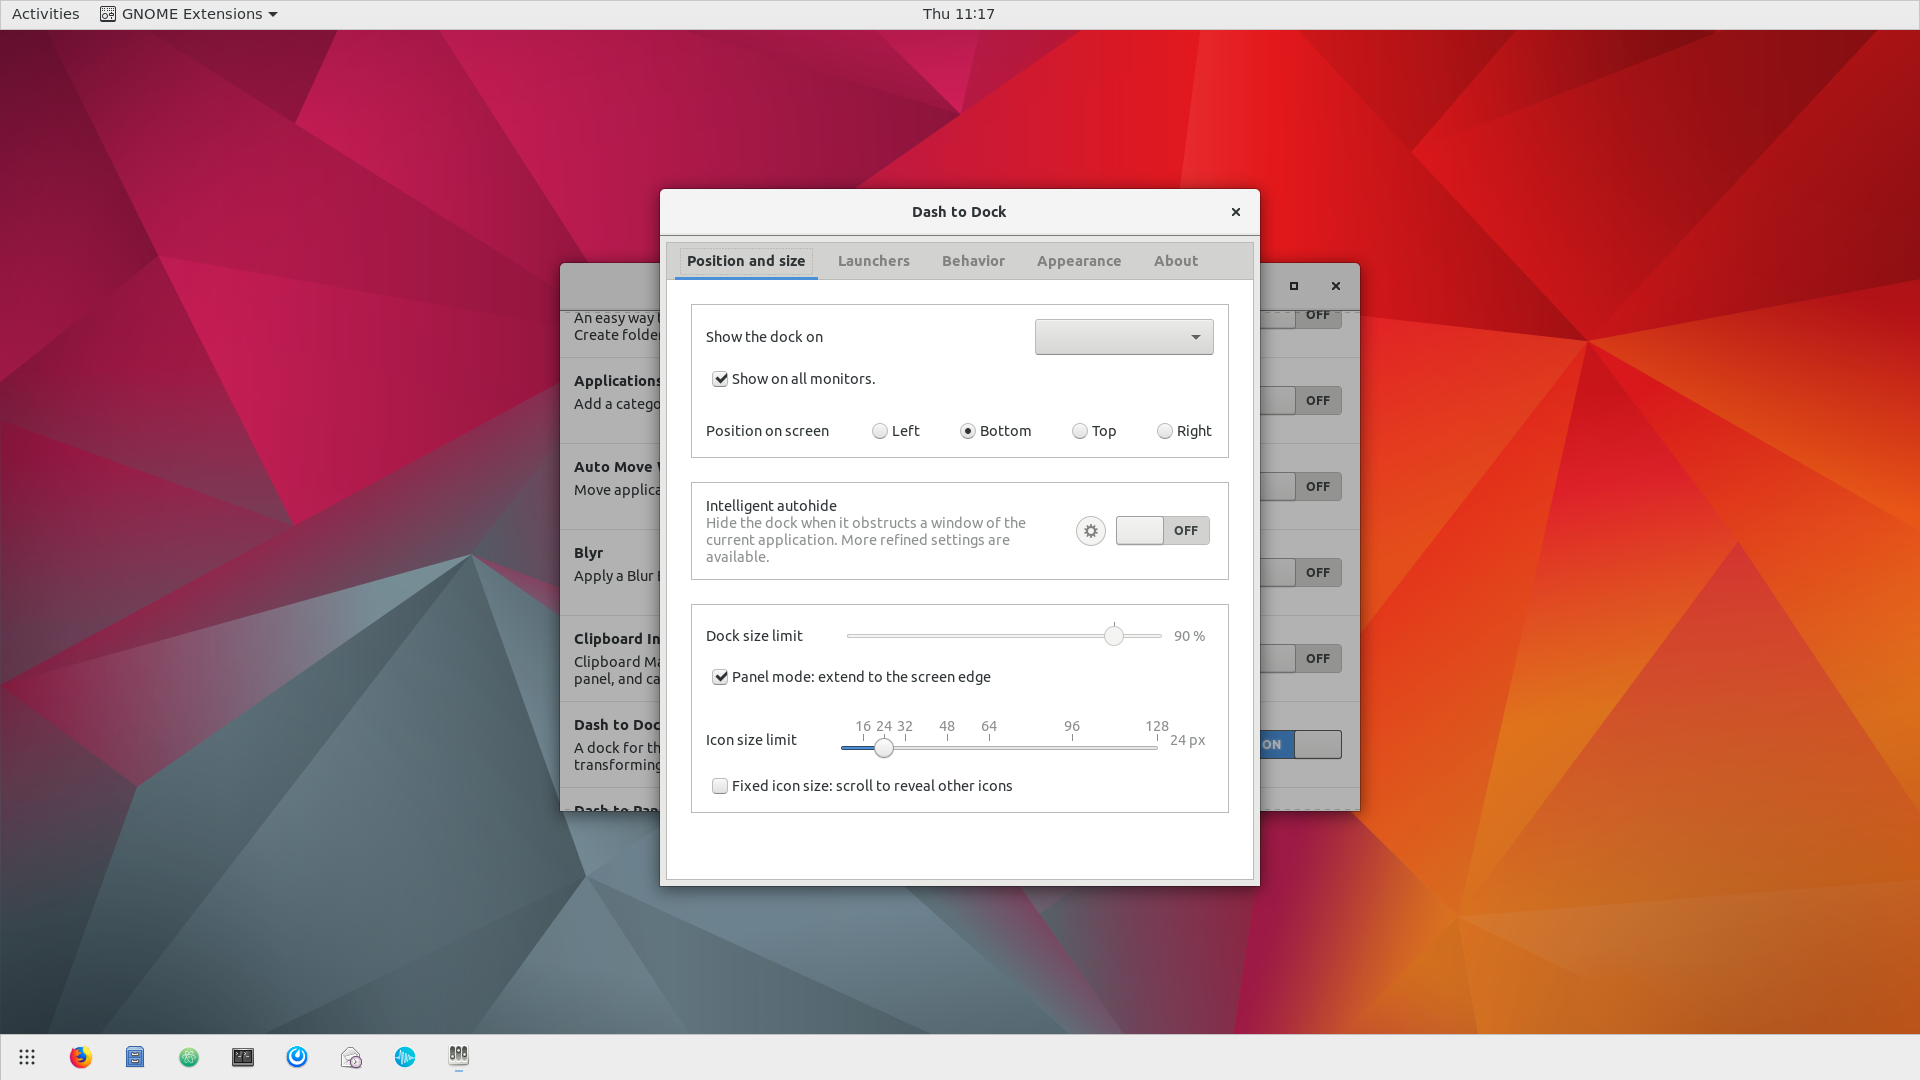 Activities
GNOME Extensions
Thu 11:17
Dash to Dock
Position and size
Launchers
Behavior
Appearance
About
Show the dock on
Show on all monitors.
Position on screen
Left
Bottom
Top
Right
Intelligent autohide
Hide the dock when it obstructs a window of the
current application. More refined settings are
available.
OFF
Dock size limit
90 %
Panel mode: extend to the screen edge
16 24 32 48 64 96 128
Icon size limit
24 px
Fixed icon size: scroll to reveal other icons
An easy way
Create folde
OFF
Applications
Add a catego
OFF
Auto Move
Move applica
OFF
Blyr
Apply a Blur
OFF
Clipboard In
Clipboard Ma
panel, and ca
OFF
Dash to Doc
A dock for th
transforming
ON
Dash to Pan